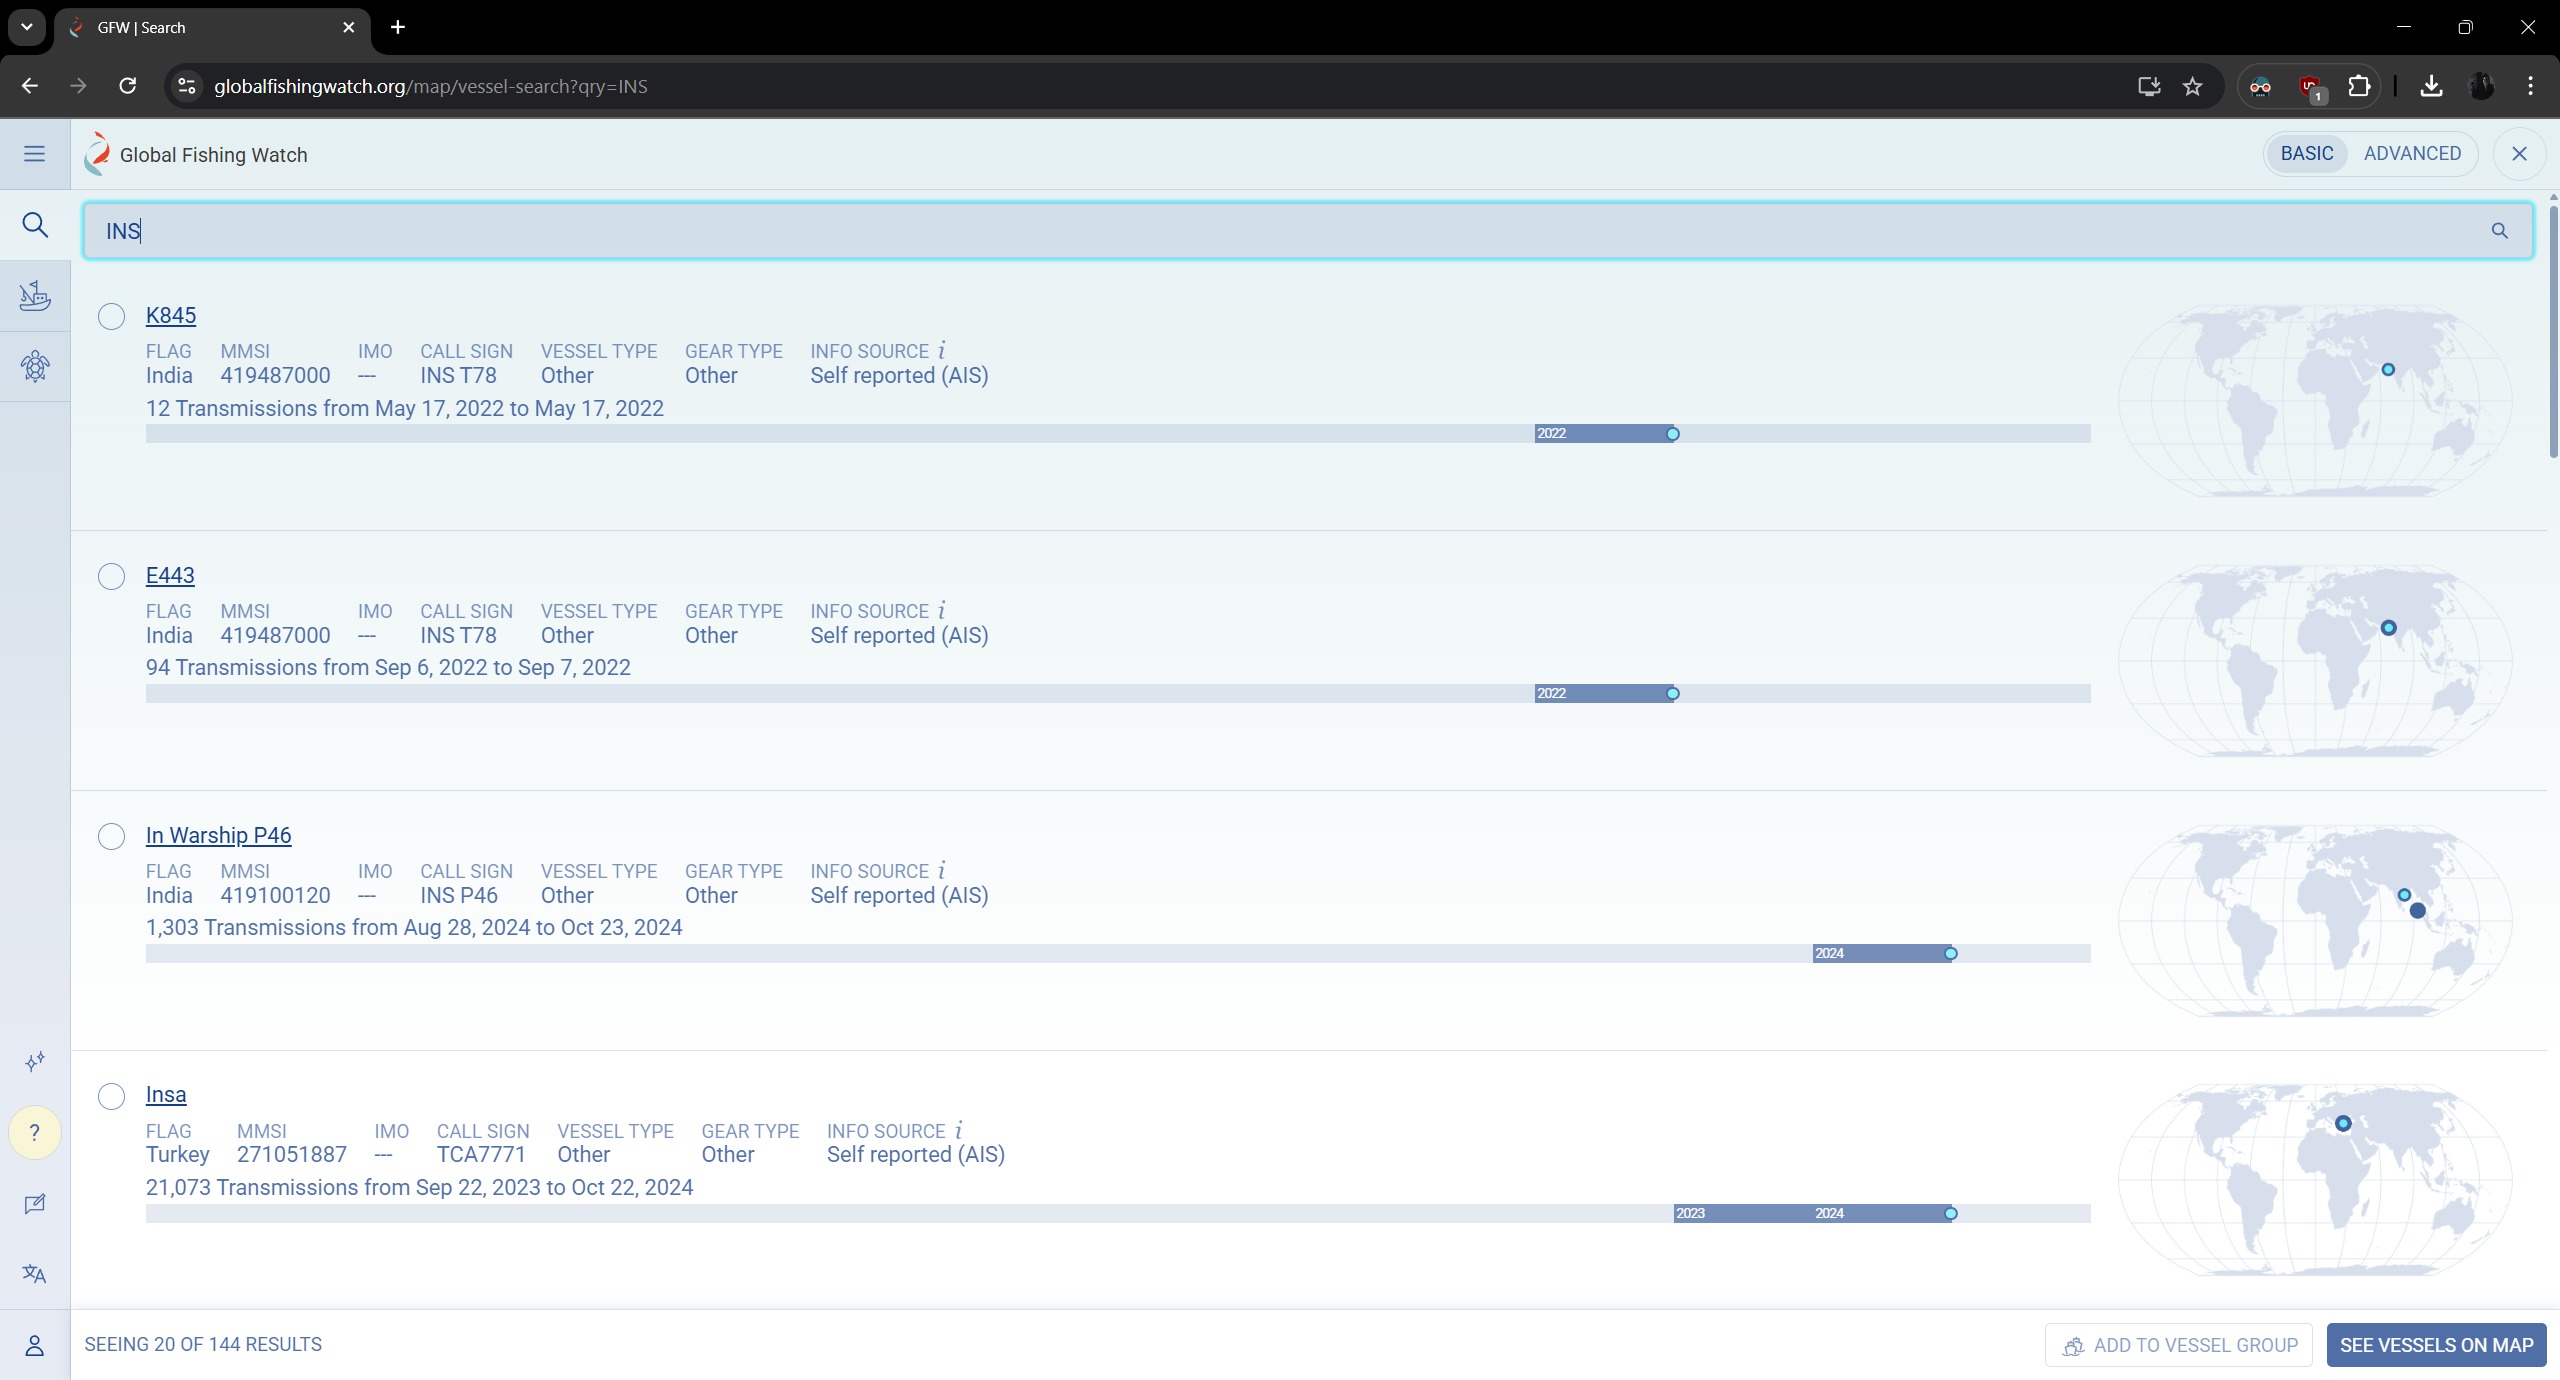 GFW | Search
globalfishingwatch.org/map/vessel-search?qry=INS
1
Global Fishing Watch
BASIC ADVANCED
INS
K845
FLAG MMSI IMO CALL SIGN VESSEL TYPE GEAR TYPE INFO SOURCE i
India 419487000 --- INS T78 Other Other Self reported (AIS)
12 Transmissions from May 17, 2022 to May 17, 2022
2022
E443
FLAG MMSI IMO CALL SIGN VESSEL TYPE GEAR TYPE INFO SOURCE i
India 419487000 --- INS T78 Other Other Self reported (AIS)
94 Transmissions from Sep 6, 2022 to Sep 7, 2022
2022
In Warship P46
FLAG MMSI IMO CALL SIGN VESSEL TYPE GEAR TYPE INFO SOURCE i
India 419100120 --- INS P46 Other Other Self reported (AIS)
1,303 Transmissions from Aug 28, 2024 to Oct 23, 2024
2024
Insa
FLAG MMSI IMO CALL SIGN VESSEL TYPE GEAR TYPE INFO SOURCE i
Turkey 271051887 --- TCA7771 Other Other Self reported (AIS)
21,073 Transmissions from Sep 22, 2023 to Oct 22, 2024
2023 2024
?
文A
SEEING 20 OF 144 RESULTS
ADD TO VESSEL GROUP
SEE VESSELS ON MAP